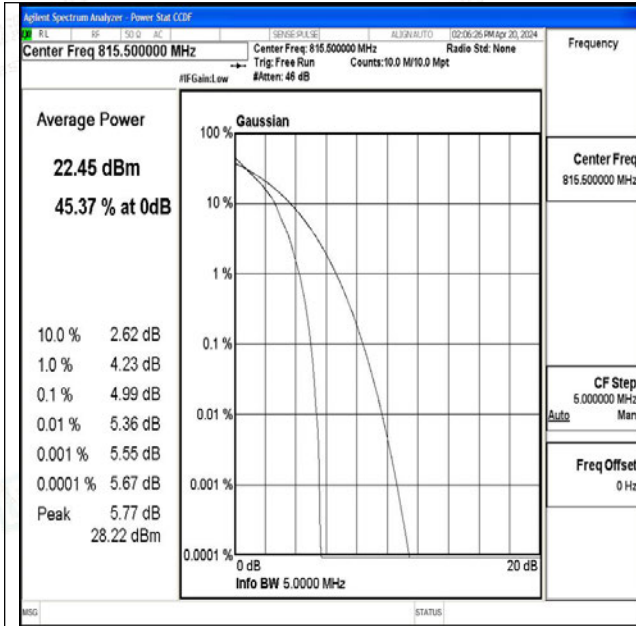 Agilent Spectrum Analyzer - Power Stat CCDF
RL RF 50 Ω AC SENSE:PULSE ALIGNAUTO 02:06:26 PM Apr 20, 2024
Center Freq 815.500000 MHz
Center Freq: 815.500000 MHz Radio Std: None
Trig: Free Run Counts:10.0 M/10.0 Mpt
#IFGain:Low #Atten: 46 dB
Frequency
Average Power
22.45 dBm
45.37 % at 0dB
10.0 % 2.62 dB
1.0 % 4.23 dB
0.1 % 4.99 dB
0.01 % 5.36 dB
0.001 % 5.55 dB
0.0001 % 5.67 dB
Peak 5.77 dB
28.22 dBm
Gaussian
100 %
10 %
1 %
0.1 %
0.01 %
0.001 %
0.0001 %
0 dB 20 dB
Info BW 5.0000 MHz
Center Freq
815.500000 MHz
CF Step
5.000000 MHz
Auto Man
Freq Offset
0 Hz
MSG STATUS